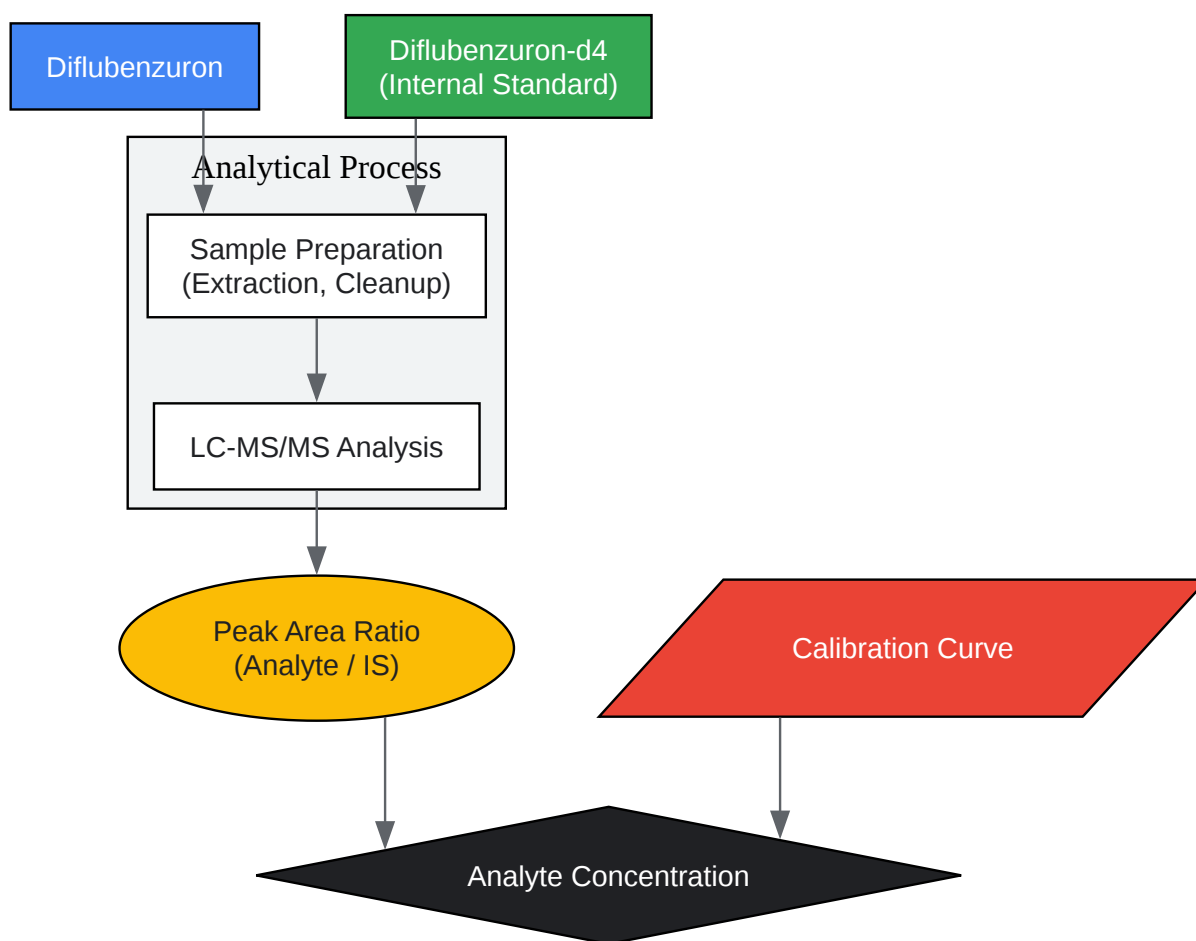 Diflubenzuron
Diflubenzuron-d4
(Internal Standard)
Analytical Process
Sample Preparation
(Extraction, Cleanup)
LC-MS/MS Analysis
Peak Area Ratio
(Analyte / IS)
Calibration Curve
Analyte Concentration